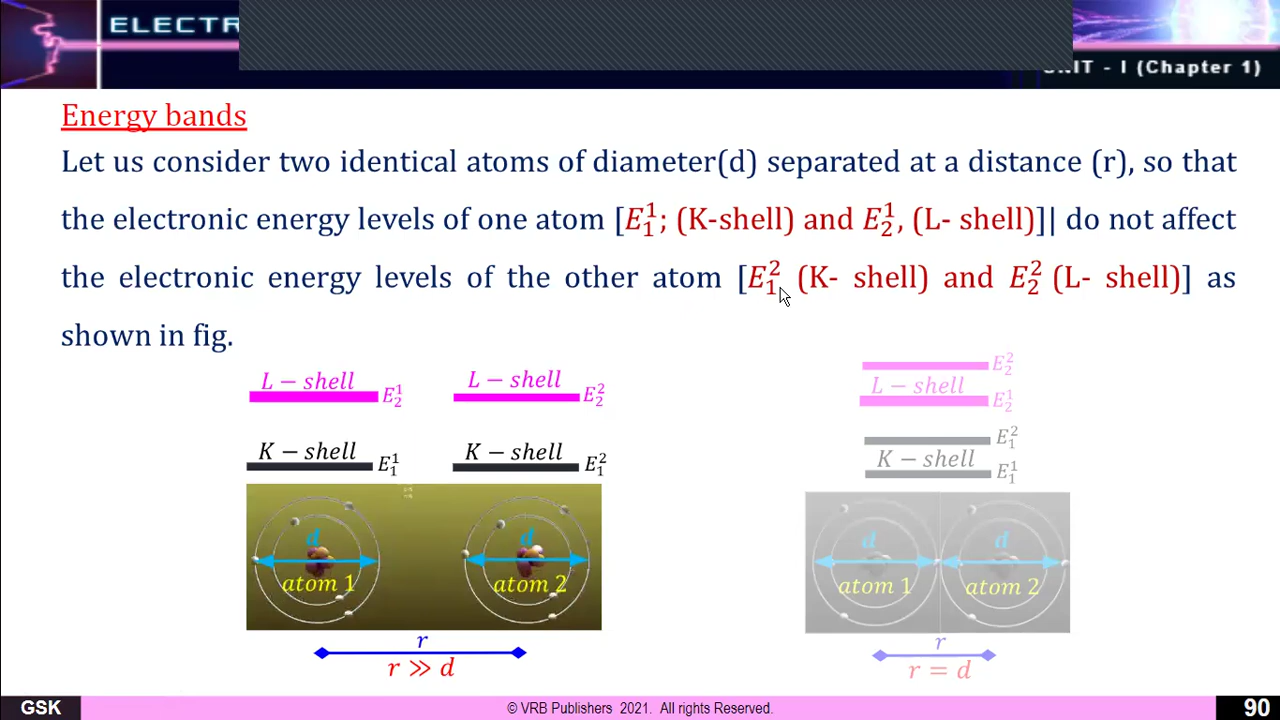 ELECTR
UNIT - I (Chapter 1)
Energy bands
Let us consider two identical atoms of diameter(d) separated at a distance (r), so that
the electronic energy levels of one atom [E₁¹; (K-shell) and E₂¹, (L- shell)]| do not affect
the electronic energy levels of the other atom [E₁² (K- shell) and E₂² (L- shell)] as
shown in fig.
L − shell E₂¹ L − shell E₂²
K − shell E₁¹ K − shell E₁²
d d
atom 1 atom 2
r
r ≫ d
E₂²
L − shell E₂¹
E₁²
K − shell E₁¹
d d
atom 1 atom 2
r
r = d
GSK © VRB Publishers 2021. All rights reserved. 90